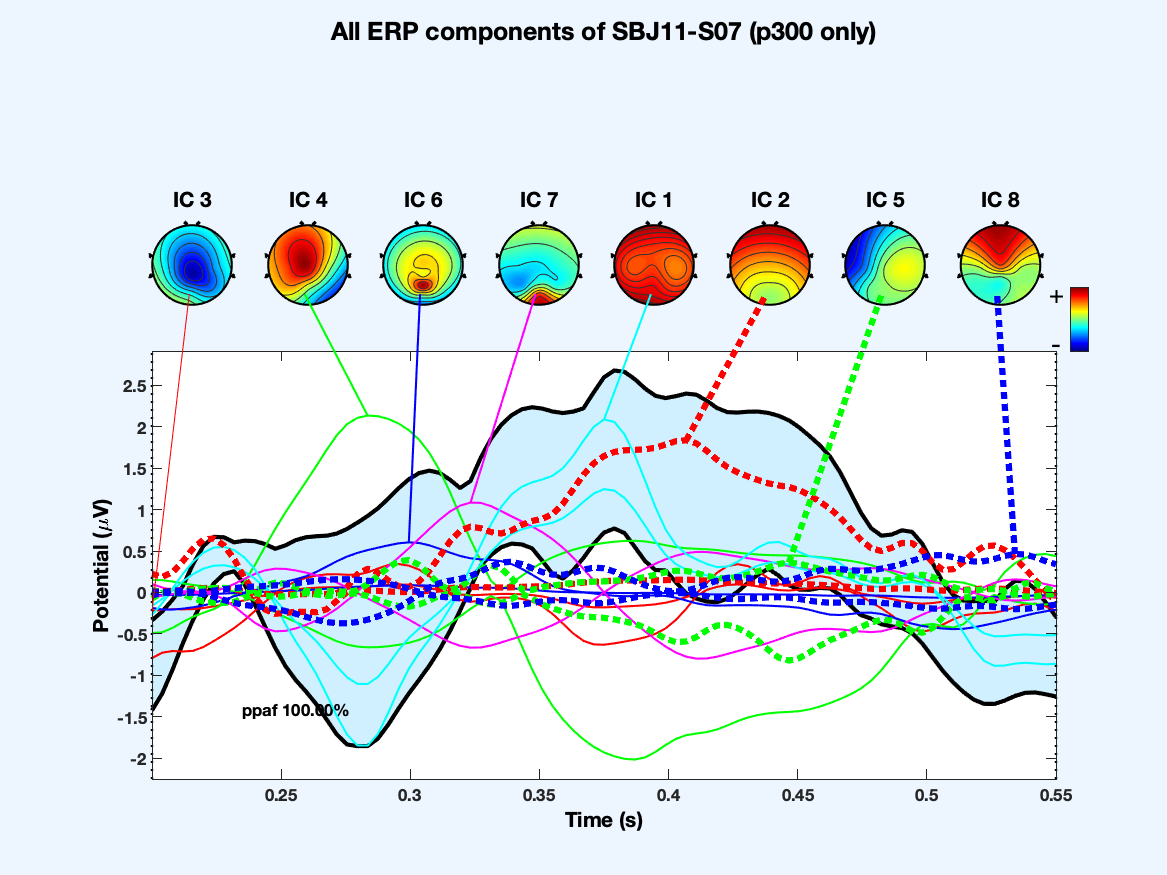 All ERP components of SBJ11-S07 (p300 only)
IC 3 IC 4 IC 6 IC 7 IC 1 IC 2 IC 5 IC 8
+
-
2.5
2
1.5
1
0.5
0
-0.5
-1
-1.5
-2
Potential (μV)
ppaf 100.00%
0.25 0.3 0.35 0.4 0.45 0.5 0.55
Time (s)